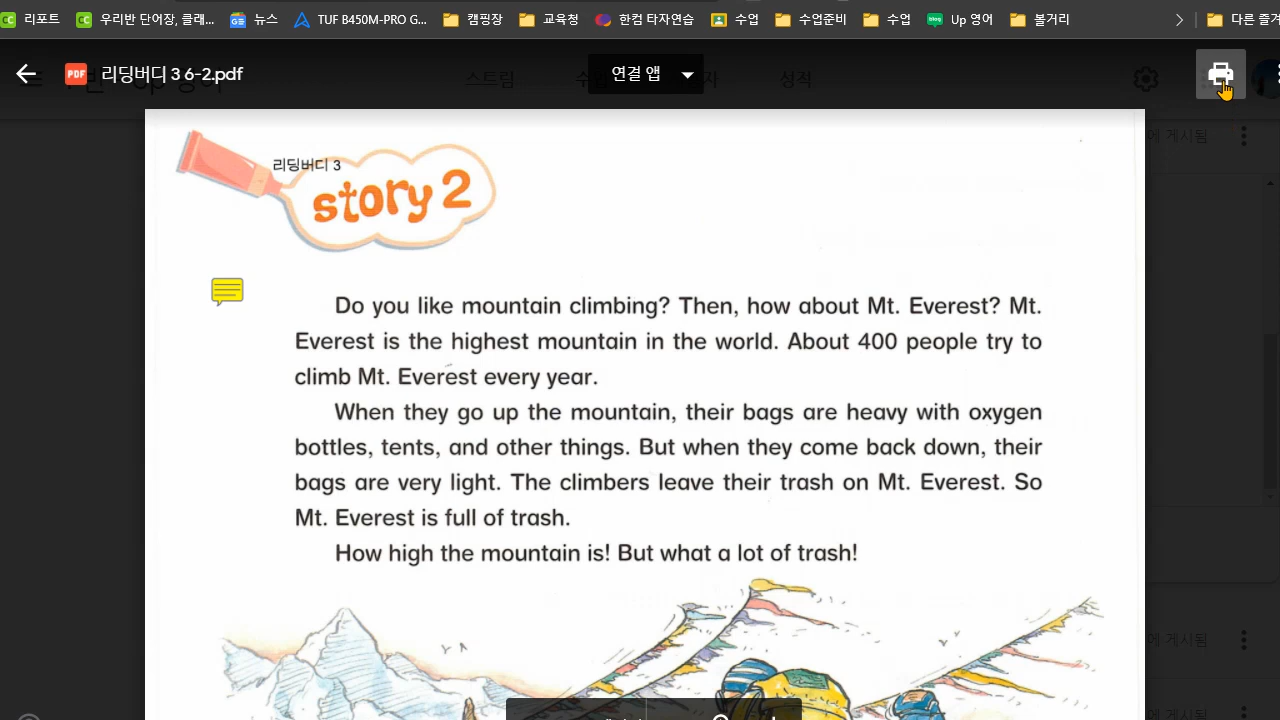 리포트 우리반 단어장, 클래... 뉴스 TUF B450M-PRO G... 캠핑장 교육청 한컴 타자연습 수업 수업준비 수업 Up 영어 볼거리 다른 즐겨
PDF 리딩버디 3 6-2.pdf 스트림 연결 앱 성적
에 게시됨
리딩버디 3
story 2
Do you like mountain climbing? Then, how about Mt. Everest? Mt.
Everest is the highest mountain in the world. About 400 people try to
climb Mt. Everest every year.
When they go up the mountain, their bags are heavy with oxygen
bottles, tents, and other things. But when they come back down, their
bags are very light. The climbers leave their trash on Mt. Everest. So
Mt. Everest is full of trash.
How high the mountain is! But what a lot of trash!
에 게시됨